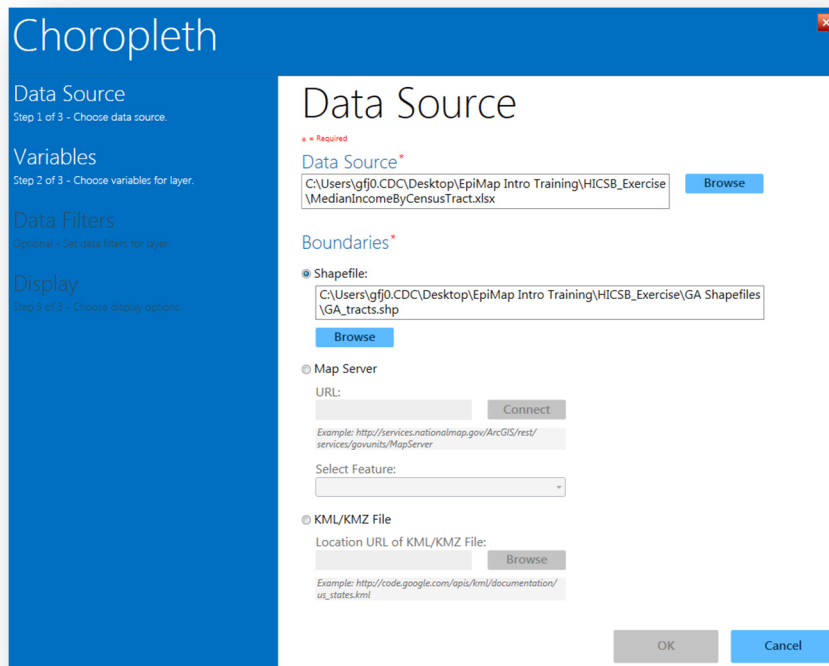 Choropleth
Data Source
Step 1 of 3 - Choose data source.
Variables
Step 2 of 3 - Choose variables for layer.
Data Filters
Optional - Set data filters for layer.
Display
Step 3 of 3 - Choose display options.
Data Source
* = Required
Data Source*
C:\Users\gfj0.CDC\Desktop\EpiMap Intro Training\HICSB_Exercise
\MedianIncomeByCensusTract.xlsx
Browse
Boundaries*
Shapefile:
C:\Users\gfj0.CDC\Desktop\EpiMap Intro Training\HICSB_Exercise\GA Shapefiles
\GA_tracts.shp
Browse
Map Server
URL:
Connect
Example: http://services.nationalmap.gov/ArcGIS/rest/
services/govunits/MapServer
Select Feature:
KML/KMZ File
Location URL of KML/KMZ File:
Browse
Example: http://code.google.com/apis/kml/documentation/
us_states.kml
OK
Cancel